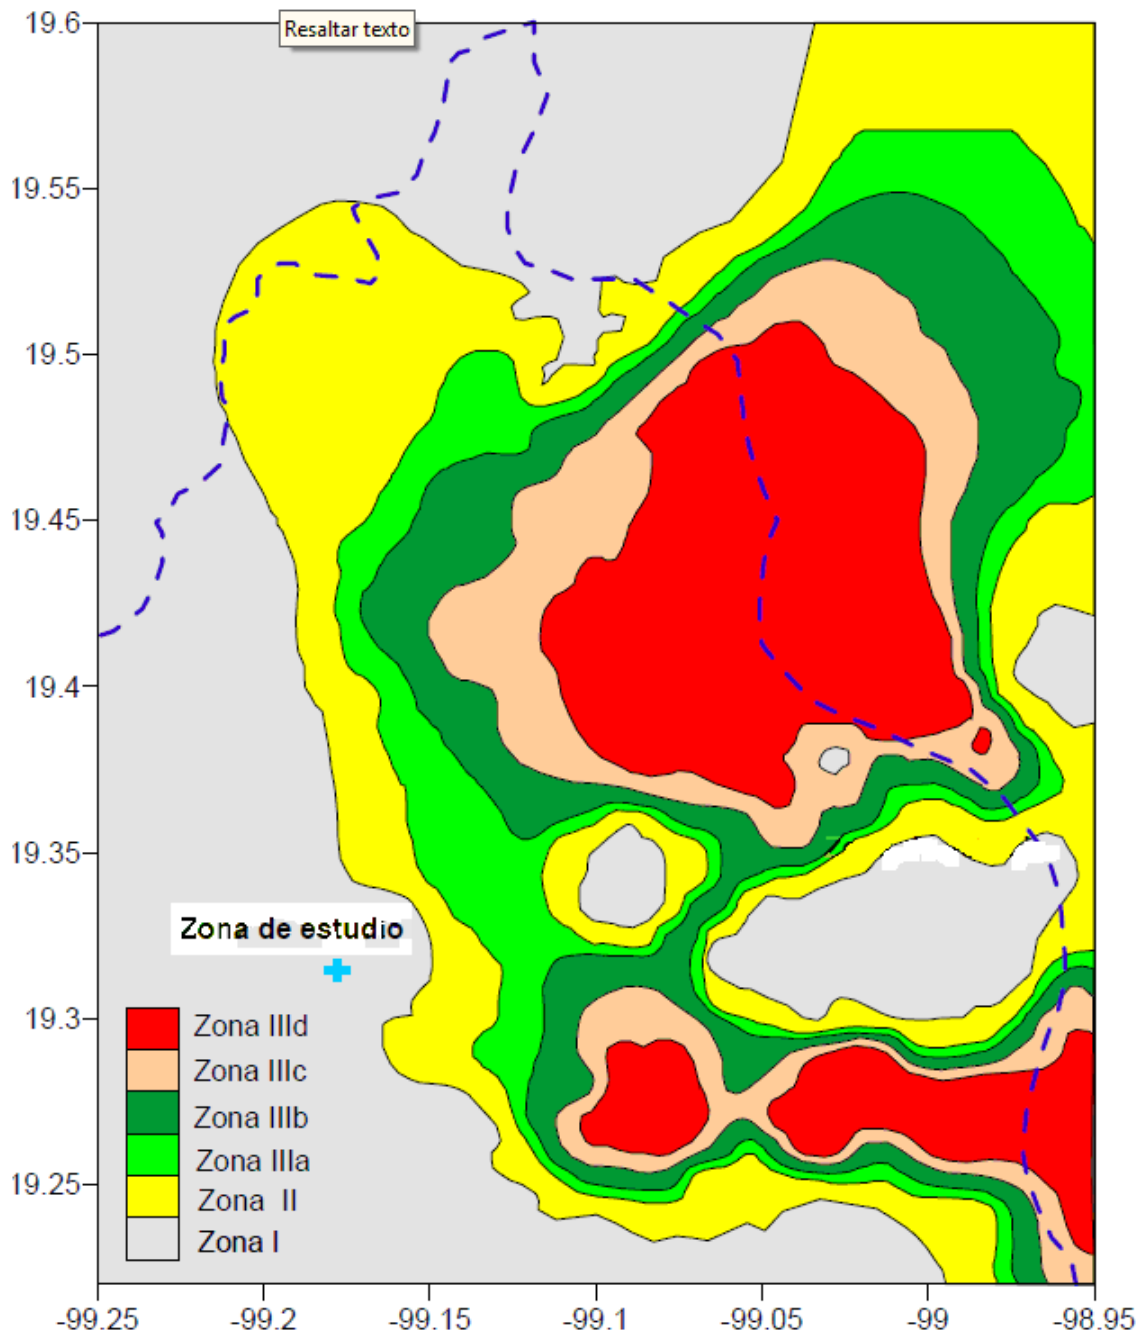 19.6
Resaltar texto
19.55
19.5
19.45
19.4
19.35
Zona de estudio
19.3
Zona IIId
Zona IIIc
Zona IIIb
Zona IIIa
19.25
Zona II
Zona I
-99.25 -99.2 -99.15 -99.1 -99.05 -99 -98.95